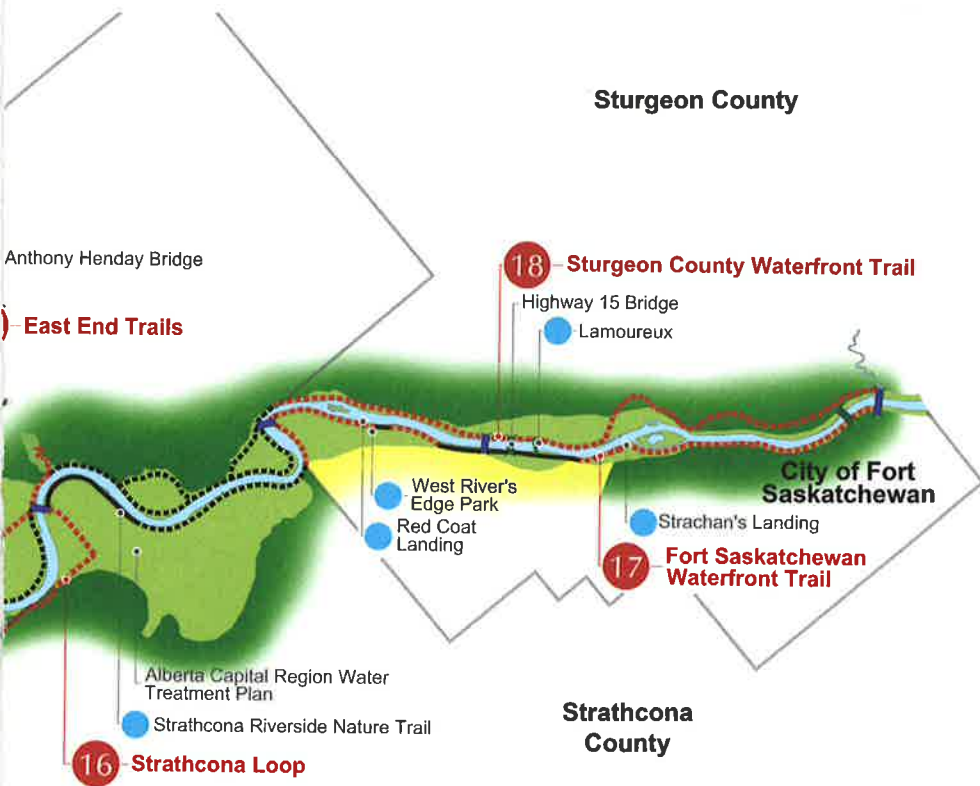 Sturgeon County
Anthony Henday Bridge
18 Sturgeon County Waterfront Trail
Highway 15 Bridge
) East End Trails
Lamoureux
City of Fort
Saskatchewan
West River's
Edge Park
Red Coat
Landing
Strachan's Landing
17 Fort Saskatchewan
Waterfront Trail
Alberta Capital Region Water
Treatment Plan
Strathcona Riverside Nature Trail
Strathcona
County
16 Strathcona Loop